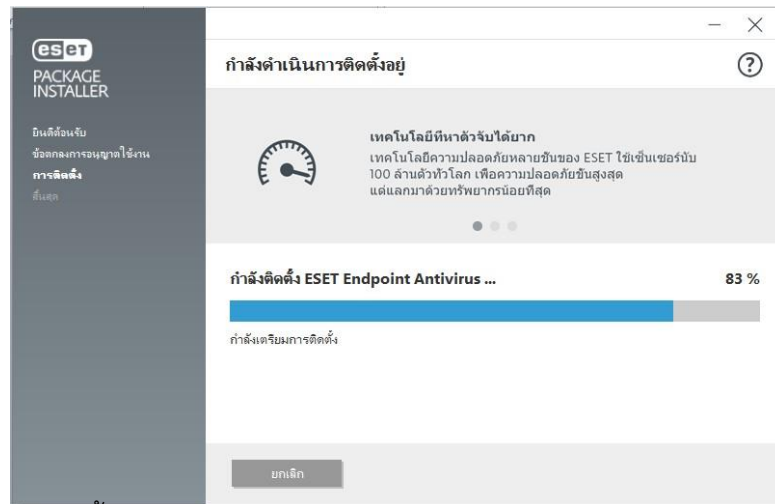 eset
PACKAGE
INSTALLER
ยินดีต้อนรับ
ข้อตกลงการอนุญาตใช้งาน
การติดตั้ง
สิ้นสุด
กำลังดำเนินการติดตั้งอยู่
?
เทคโนโลยีที่หาตัวจับได้ยาก
เทคโนโลยีความปลอดภัยหลายชั้นของ ESET ใช้เซ็นเซอร์นับ
100 ล้านตัวทั่วโลก เพื่อความปลอดภัยขั้นสูงสุด
แต่แลกมาด้วยทรัพยากรน้อยที่สุด
กำลังติดตั้ง ESET Endpoint Antivirus ... 83 %
กำลังเตรียมการติดตั้ง
ยกเลิก